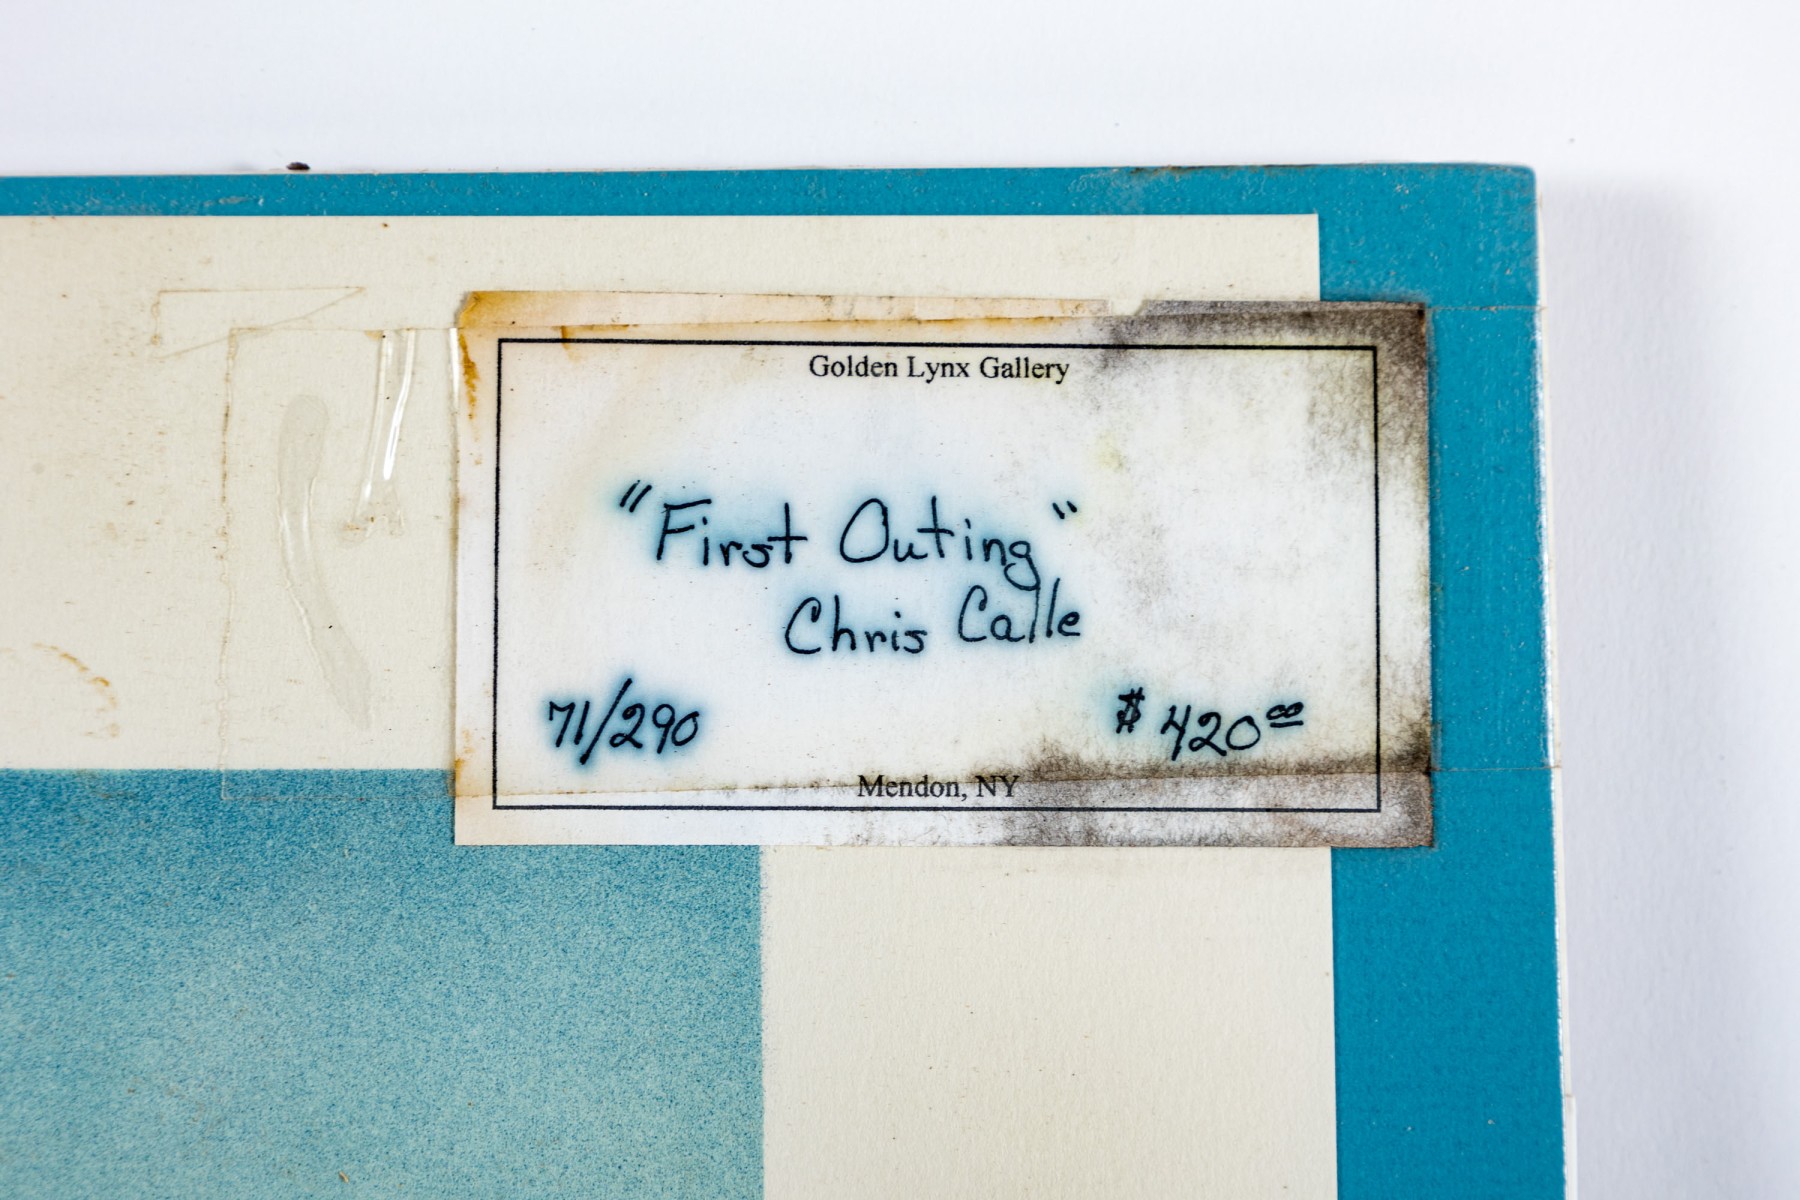 Golden Lynx Gallery
"First Outing"
Chris Calle
71/290
$420.00
Mendon, NY